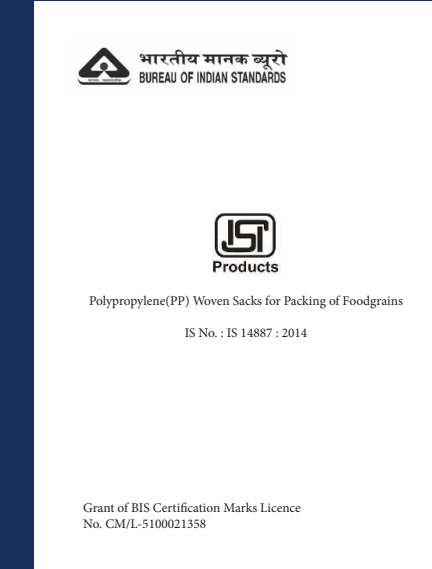 भारतीय मानक ब्यूरो
BUREAU OF INDIAN STANDARDS
ISI
Products
Polypropylene(PP) Woven Sacks for Packing of Foodgrains
IS No. : IS 14887 : 2014
Grant of BIS Certification Marks Licence
No. CM/L-5100021358